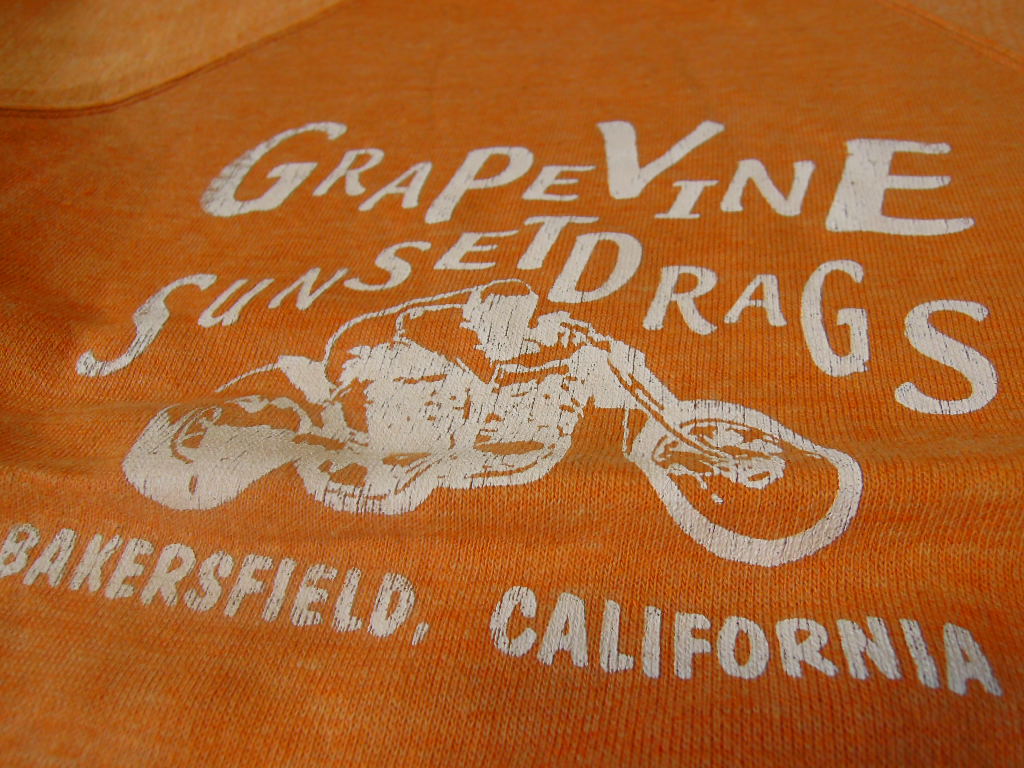 GRAPEVINE
SUNSET DRAGS
BAKERSFIELD, CALIFORNIA